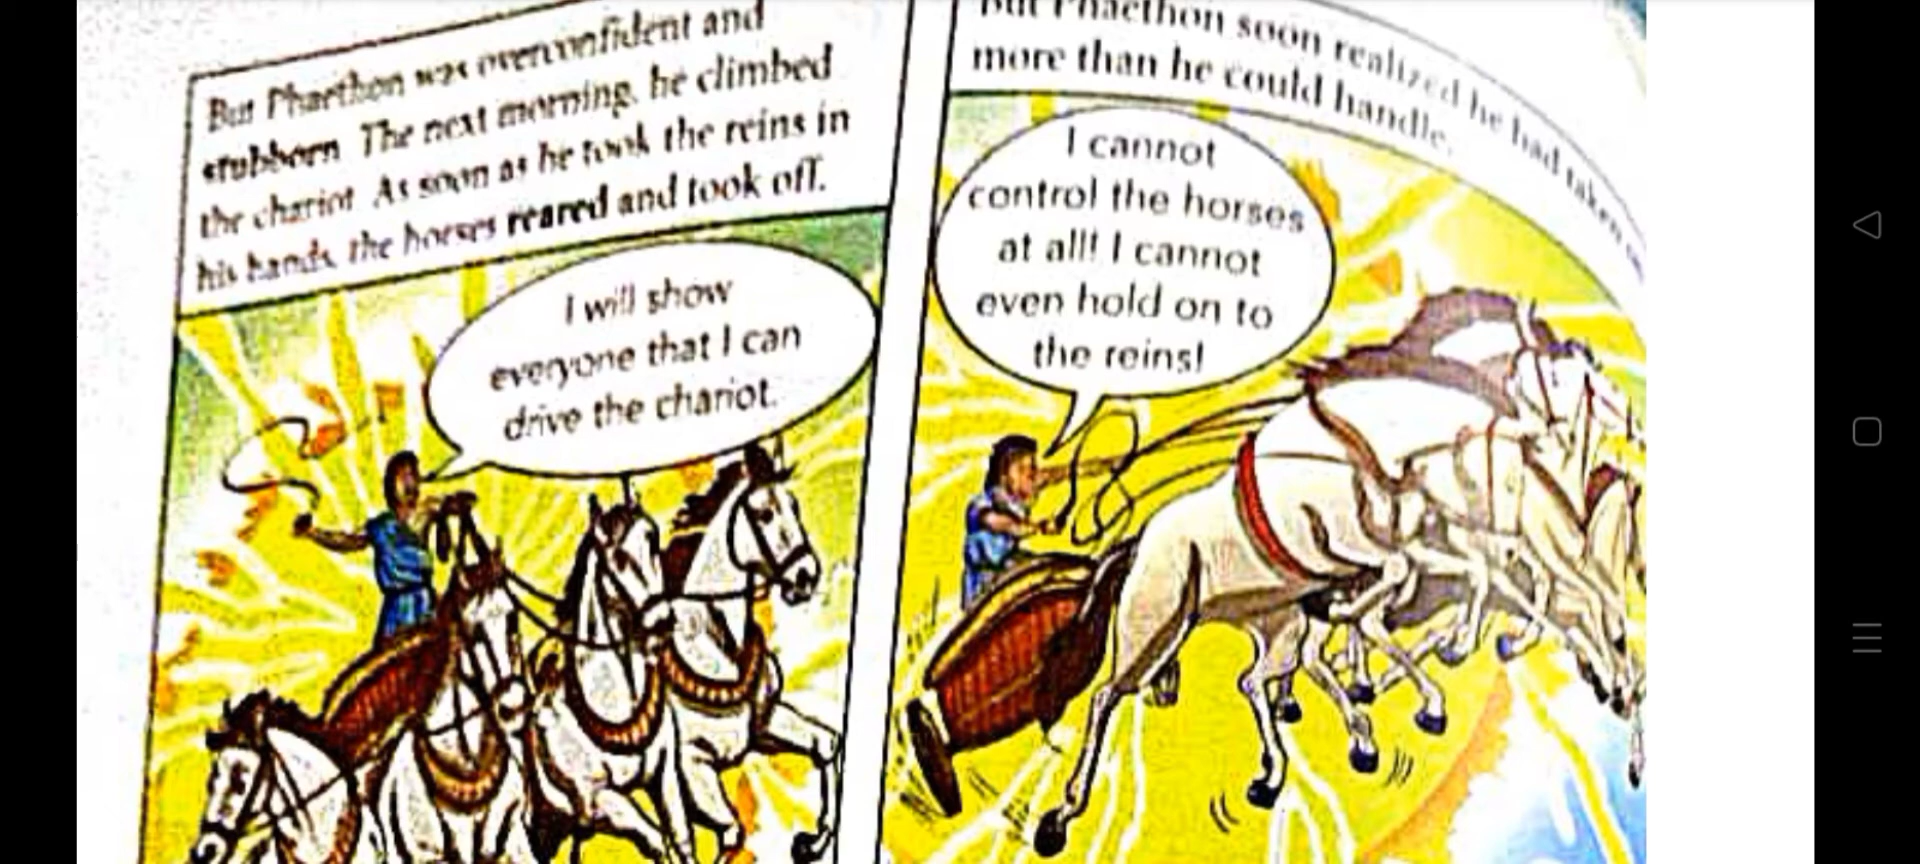 But Phaethon was overconfident and
stubborn. The next morning, he climbed
the chariot. As soon as he took the reins in
his hands, the horses reared and took off.
I will show
everyone that I can
drive the chariot.
But Phaethon soon realized he had taken on
more than he could handle.
I cannot
control the horses
at all! I cannot
even hold on to
the reins!